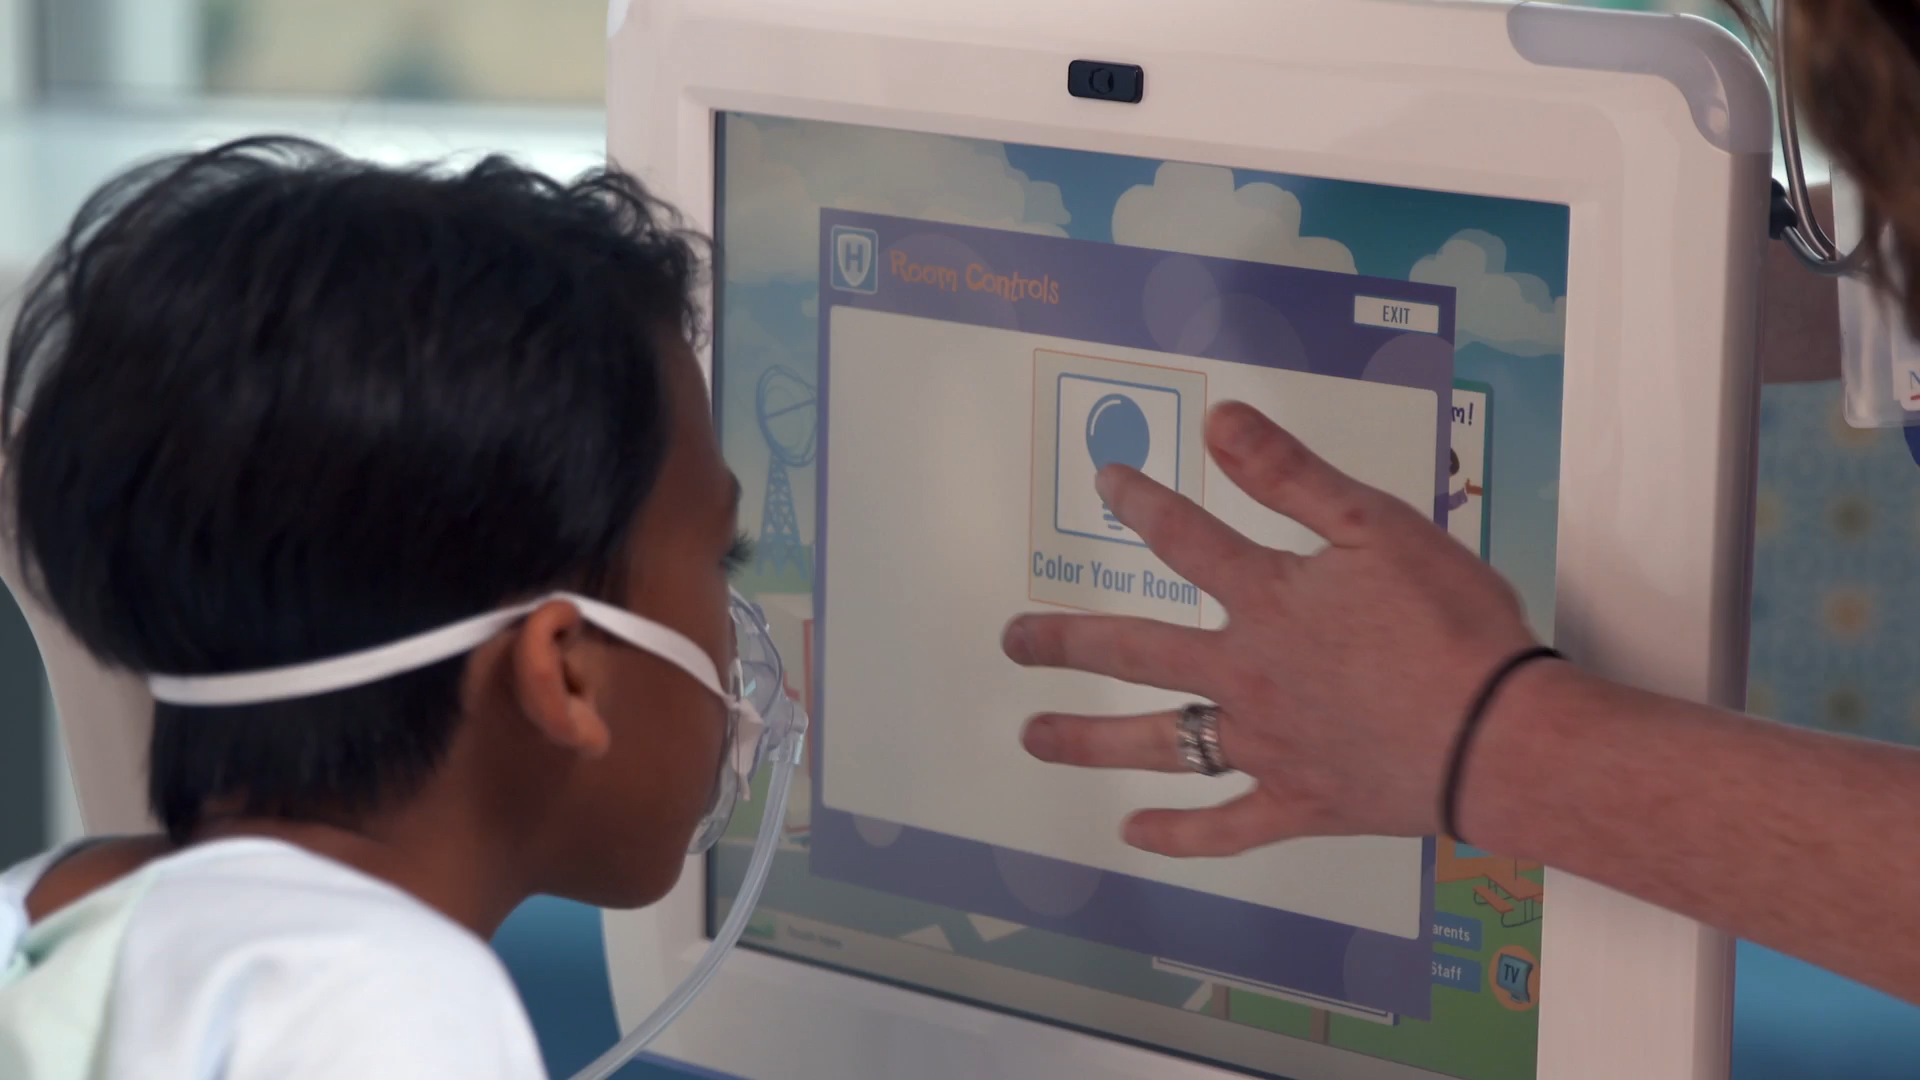 H
Room Controls
EXIT
m!
Color Your Room
arents
Staff
TV
N